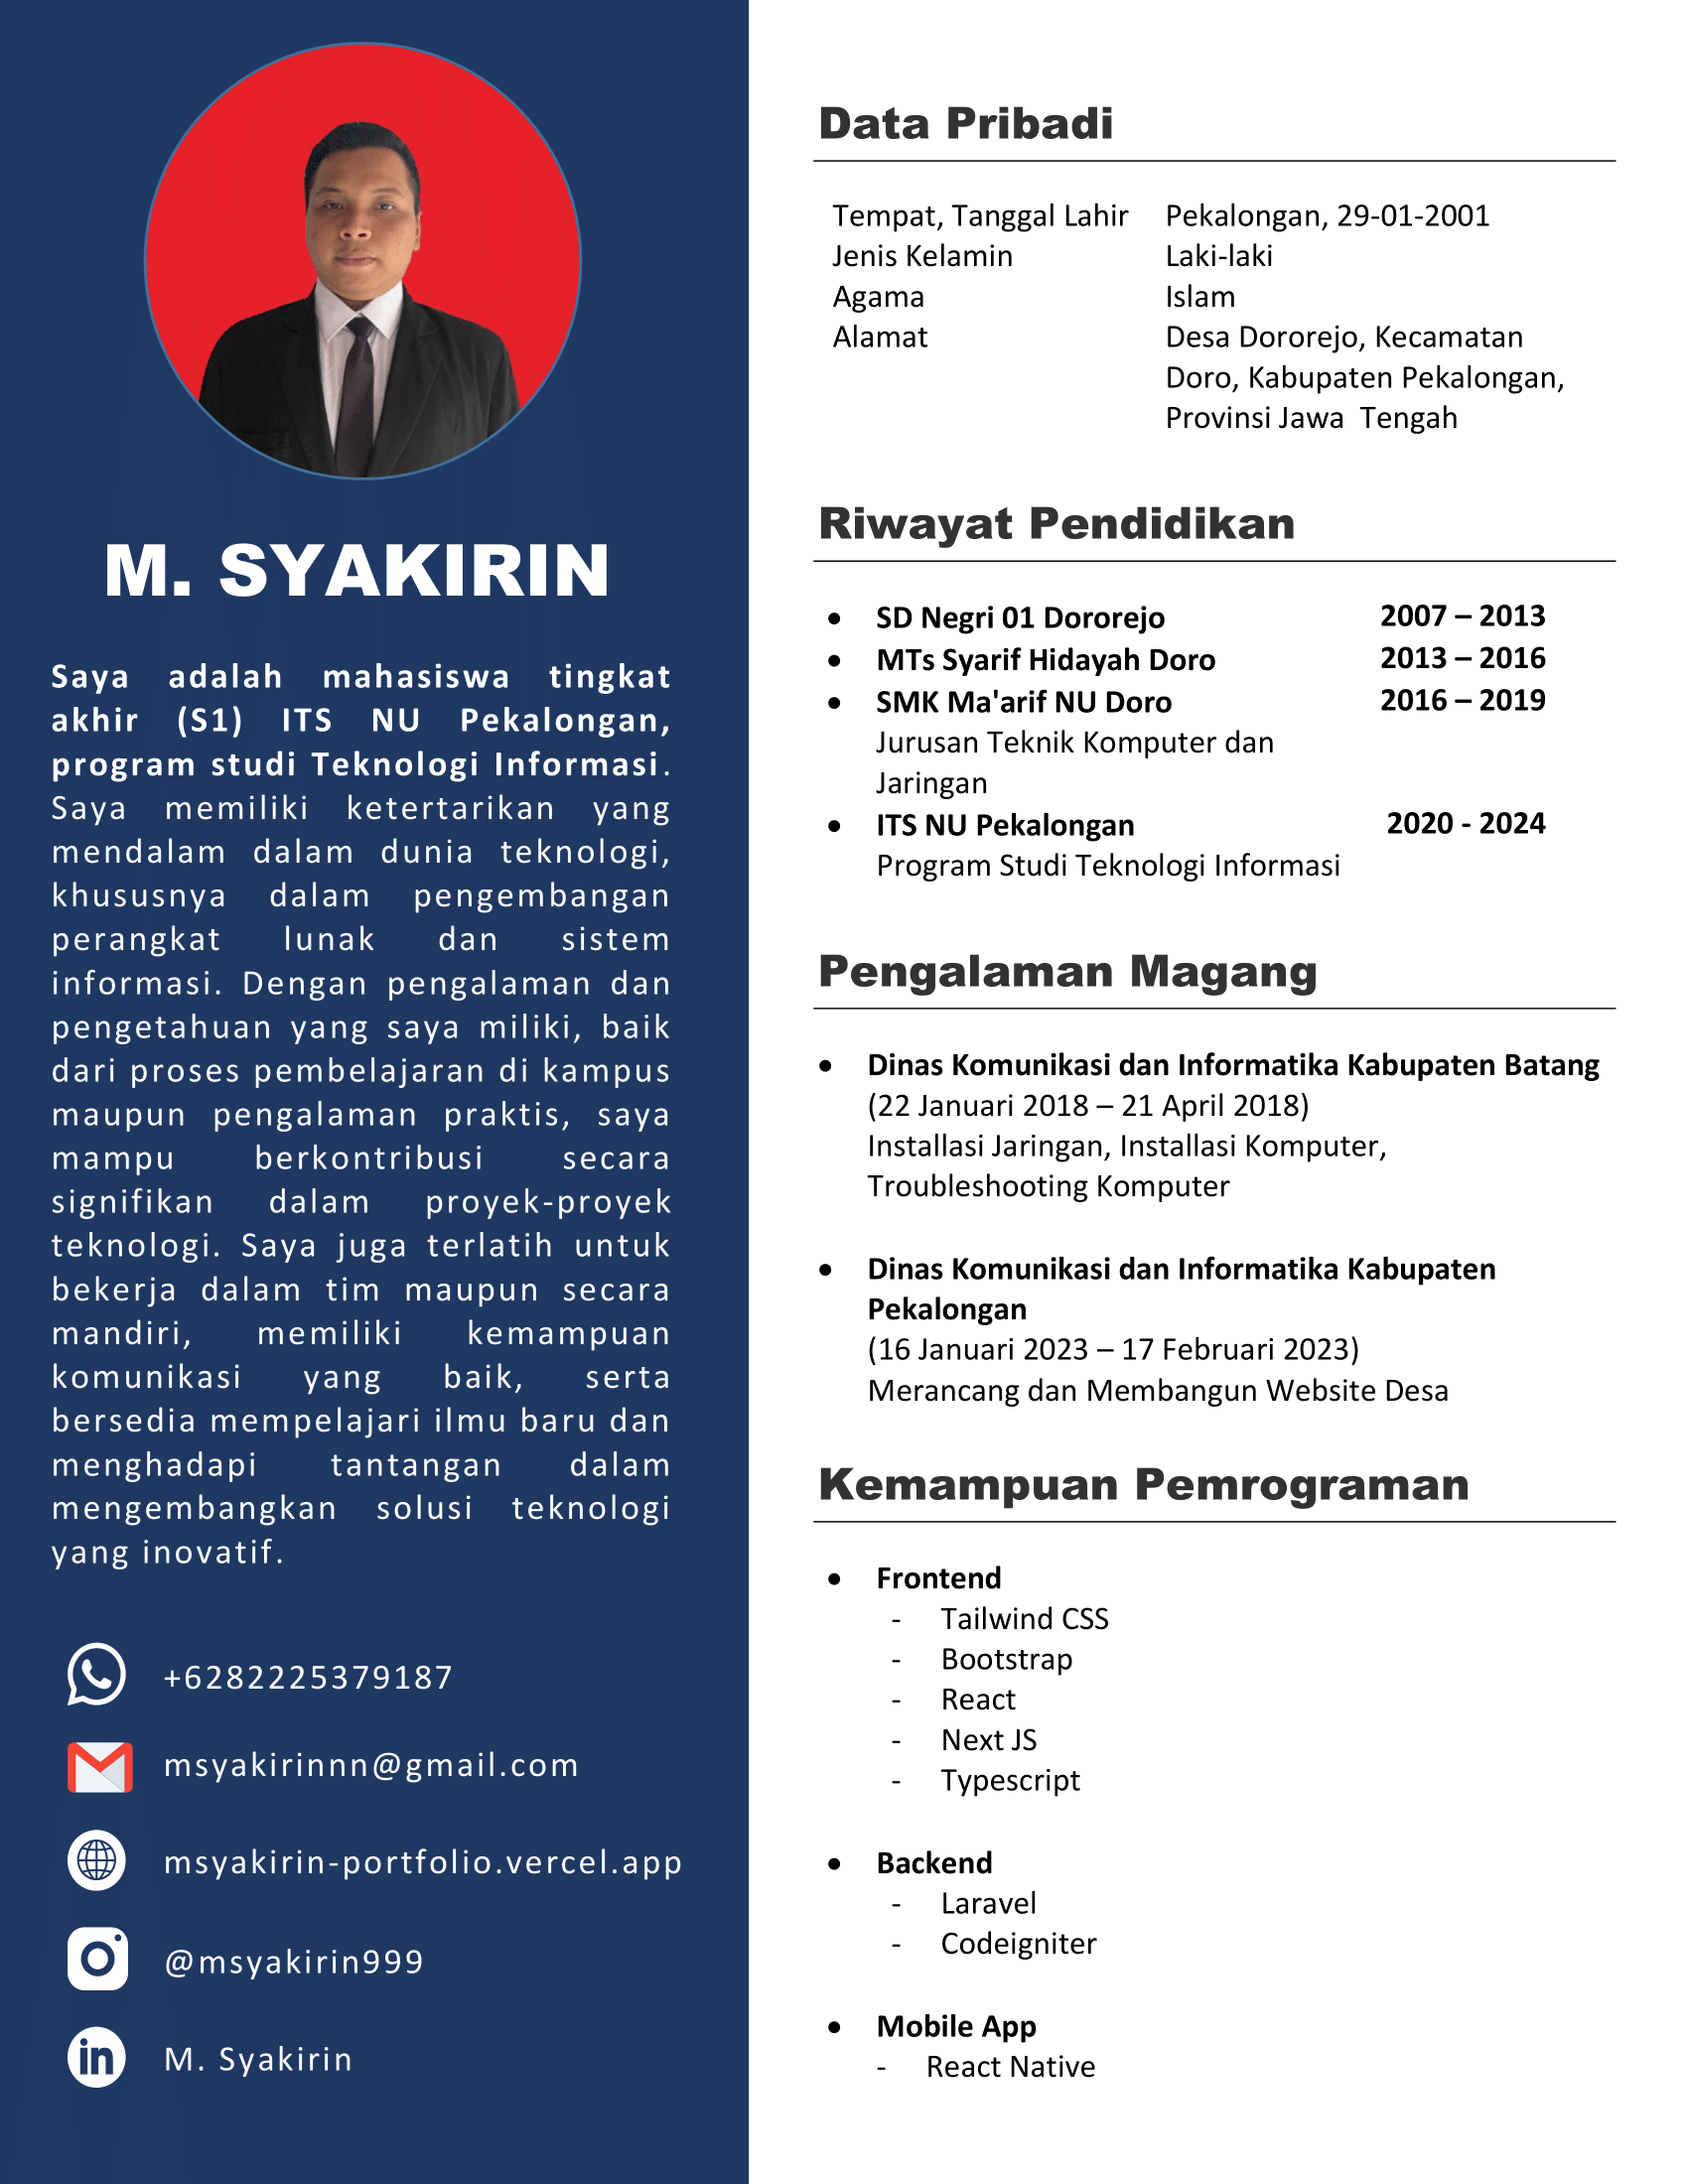 M. SYAKIRIN
Saya adalah mahasiswa tingkat
akhir (S1) ITS NU Pekalongan,
program studi Teknologi Informasi.
Saya memiliki ketertarikan yang
mendalam dalam dunia teknologi,
khususnya dalam pengembangan
perangkat lunak dan sistem
informasi. Dengan pengalaman dan
pengetahuan yang saya miliki, baik
dari proses pembelajaran di kampus
maupun pengalaman praktis, saya
mampu berkontribusi secara
signifikan dalam proyek-proyek
teknologi. Saya juga terlatih untuk
bekerja dalam tim maupun secara
mandiri, memiliki kemampuan
komunikasi yang baik, serta
bersedia mempelajari ilmu baru dan
menghadapi tantangan dalam
mengembangkan solusi teknologi
yang inovatif.
+6282225379187
msyakirinnn@gmail.com
msyakirin-portfolio.vercel.app
@msyakirin999
in M. Syakirin
Data Pribadi
Tempat, Tanggal Lahir Pekalongan, 29-01-2001
Jenis Kelamin Laki-laki
Agama Islam
Alamat Desa Dororejo, Kecamatan
Doro, Kabupaten Pekalongan,
Provinsi Jawa  Tengah
Riwayat Pendidikan
• SD Negri 01 Dororejo 2007 – 2013
• MTs Syarif Hidayah Doro 2013 – 2016
• SMK Ma'arif NU Doro 2016 – 2019
Jurusan Teknik Komputer dan
Jaringan
• ITS NU Pekalongan 2020 - 2024
Program Studi Teknologi Informasi
Pengalaman Magang
• Dinas Komunikasi dan Informatika Kabupaten Batang
(22 Januari 2018 – 21 April 2018)
Installasi Jaringan, Installasi Komputer,
Troubleshooting Komputer
• Dinas Komunikasi dan Informatika Kabupaten
Pekalongan
(16 Januari 2023 – 17 Februari 2023)
Merancang dan Membangun Website Desa
Kemampuan Pemrograman
• Frontend
- Tailwind CSS
- Bootstrap
- React
- Next JS
- Typescript
• Backend
- Laravel
- Codeigniter
• Mobile App
- React Native